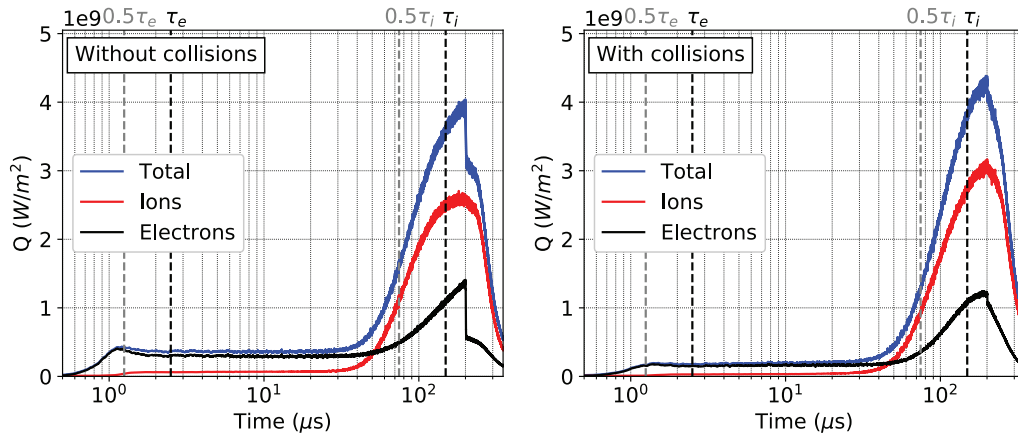 1e9 0.5τe τe 0.5τi τi
Without collisions
5
4
3
2
1
0
Q (W/m²)
Total
Ions
Electrons
10⁰ 10¹ 10²
Time (μs)
1e9 0.5τe τe 0.5τi τi
With collisions
5
4
3
2
1
0
Q (W/m²)
Total
Ions
Electrons
10⁰ 10¹ 10²
Time (μs)